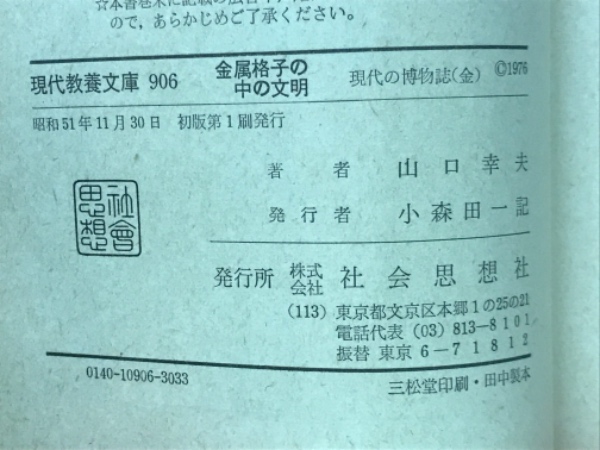 ☆本書巻末に記載の広告
ので，あらかじめご了承ください。
現代教養文庫 906 金属格子の中の文明 現代の博物誌(金) ©1976
昭和51年11月30日 初版第1刷発行
著者 山口幸夫
発行者 小森田一記
社會思想
発行所 株式会社 社会思想社
(113) 東京都文京区本郷1の25の21
電話代表 (03) 813—8101
振替 東京 6—71812
0140-10906-3033
三松堂印刷・田中製本